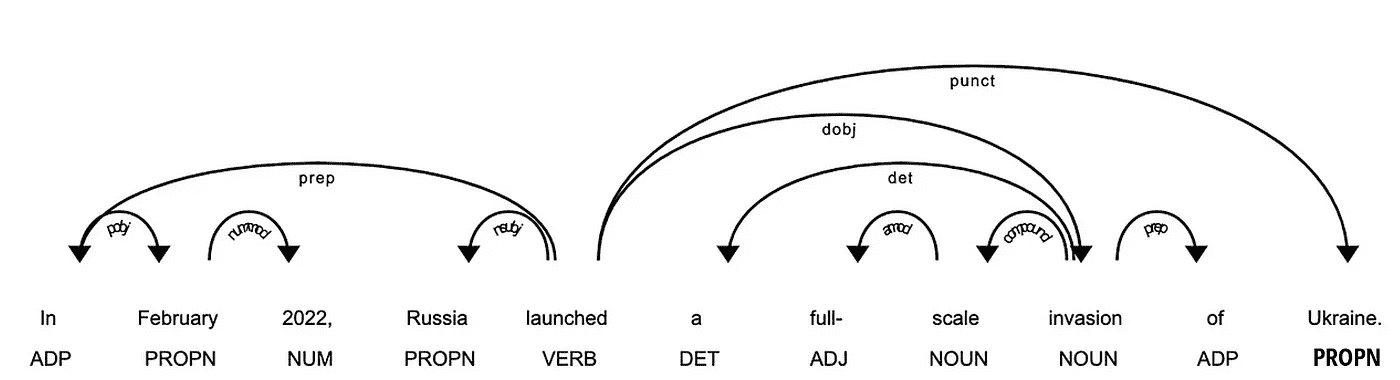 punct
dobj
prep det
pobj nummod nsubj amod compound prep
In February 2022, Russia launched a full- scale invasion of Ukraine.
ADP PROPN NUM PROPN VERB DET ADJ NOUN NOUN ADP PROPN